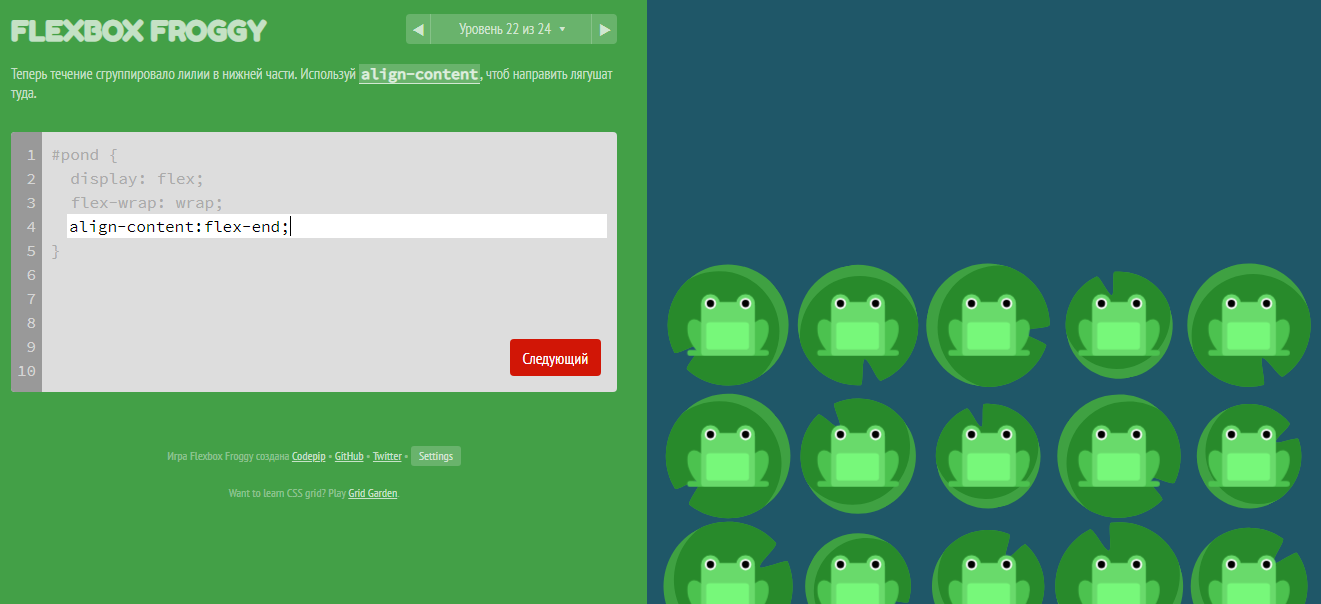 FLEXBOX FROGGY
◀ Уровень 22 из 24 ▾ ▶
Теперь течение сгруппировало лилии в нижней части. Используй align-content, чтоб направить лягушат
туда.
1 #pond {
2 display: flex;
3 flex-wrap: wrap;
4 align-content:flex-end;
5 }
6
7
8
9
10
Следующий
Игра Flexbox Froggy создана Codepip • GitHub • Twitter • Settings
Want to learn CSS grid? Play Grid Garden.